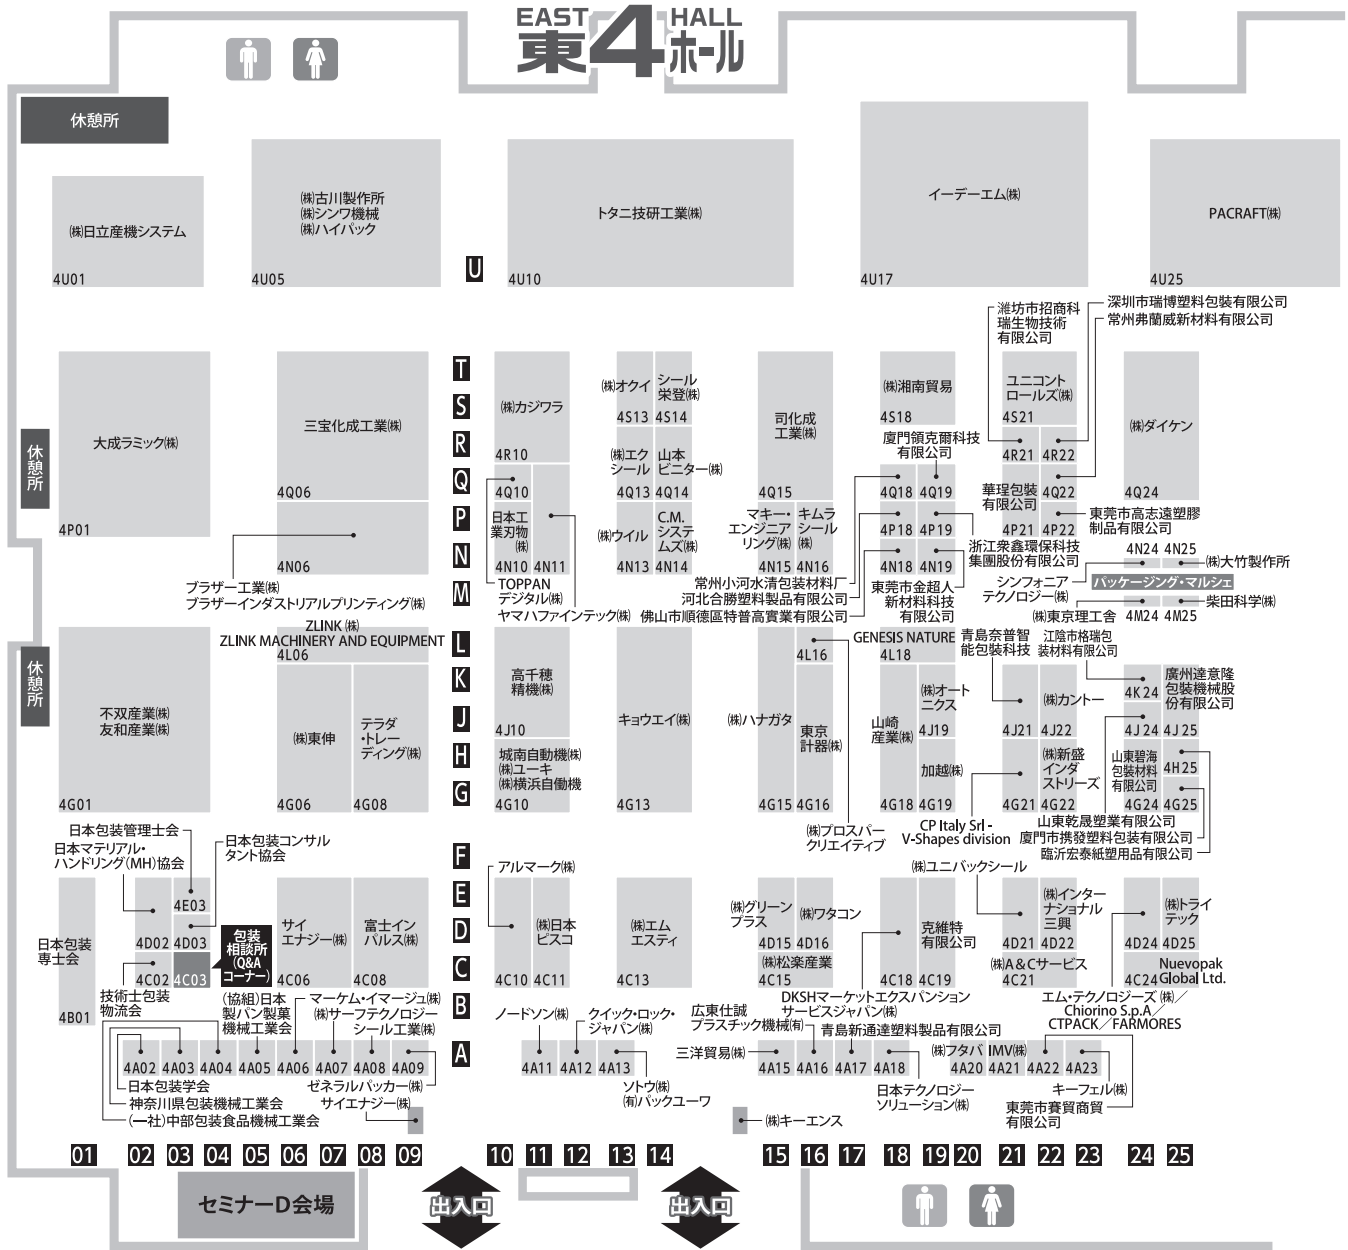 EAST HALL
東4ホール
休憩所
㈱日立産機システム
4U01
㈱古川製作所
㈱シンワ機械
㈱ハイパック
4U05
U
トタニ技研工業㈱
4U10
イーデーエム㈱
4U17
PACRAFT㈱
4U25
濰坊市招商科
瑞生物技術
有限公司
深圳市瑞博塑料包裝有限公司
常州弗蘭威新材料有限公司
T
S
R
Q
P
N
M
休憩所
大成ラミック㈱
4P01
三宝化成工業㈱
4Q06
4N06
ブラザー工業㈱
ブラザーインダストリアルプリンティング㈱
㈱カジワラ
4R10
4Q10
日本工
業刃物
㈱
4N10
4N11
TOPPAN
デジタル㈱
ヤマハファインテック㈱
㈱オクイ
4S13
シール
栄登㈱
4S14
㈱エク
シール
4Q13
山本
ビニター㈱
4Q14
㈱ウイル
4N13
C.M.
システ
ムズ㈱
4N14
司化成
工業㈱
4Q15
マキー・
エンジニア
リング㈱
4N15
キムラ
シール
㈱
4N16
㈱湘南貿易
4S18
廈門領克爾科技
有限公司
4Q18
4Q19
4P18
4P19
4N18
4N19
浙江衆鑫環保科技
集團股份有限公司
常州小河水清包装材料厂
河北合勝塑料製品有限公司
佛山市順德區特普高實業有限公司
東莞市金超人
新材料科技
有限公司
ユニコント
ロールズ㈱
4S21
4R21
4R22
華珵包裝
有限公司
4Q22
4P21
4P22
東莞市高志遠塑膠
制品有限公司
㈱ダイケン
4Q24
4N24
4N25
㈱大竹製作所
シンフォニア
テクノロジー㈱
パッケージング・マルシェ
㈱東京理工舎
柴田科学㈱
4M24
4M25
休憩所
L
K
J
H
G
不双産業㈱
友和産業㈱
4G01
ZLINK ㈱
ZLINK MACHINERY AND EQUIPMENT
4L06
㈱東伸
4G06
テラダ
・トレー
ディング㈱
4G08
高千穂
精機㈱
4J10
城南自動機㈱
㈱ユーキ
㈱横浜自働機
4G10
キョウエイ㈱
4G13
㈱ハナガタ
4G15
4L16
東京
計器㈱
4G16
㈱プロスパー
クリエイティブ
GENESIS NATURE
4L18
山崎
産業㈱
4G18
㈱オート
ニクス
4J19
加越㈱
4G19
青島奈普智
能包裝科技
4J21
㈱カントー
4J22
4G21
㈱新盛
インダ
ストリーズ
4G22
CP Italy Srl -
V-Shapes division
江陰市格瑞包
装材料有限公司
4K24
廣州達意隆
包裝機械股
份有限公司
4J24
4J25
山東碧海
包裝材料
有限公司
4G24
4H25
4G25
山東乾晟塑業有限公司
廈門市携發塑料包裝有限公司
臨沂宏泰紙塑用品有限公司
F
E
D
C
B
A
日本包装管理士会
日本マテリアル・
ハンドリング(MH)協会
日本包装コンサル
タント協会
日本包装
専士会
4B01
4E03
4D02
4D03
4C02
4C03
包装
相談所
(Q&A
コーナー)
技術士包装
物流会
(協組)日本
製パン製菓
機械工業会
サイ
エナジー㈱
4C06
富士イン
パルス㈱
4C08
マーケム・イマージュ㈱
㈱サーフテクノロジー
シール工業㈱
4A02
4A03
4A04
4A05
4A06
4A07
4A08
4A09
日本包装学会
神奈川県包装機械工業会
(一社)中部包装食品機械工業会
ゼネラルパッカー㈱
サイエナジー㈱
アルマーク㈱
4C10
㈱日本
ピスコ
4C11
㈱エム
エスティ
4C13
ノードソン㈱
クイック・ロック・
ジャパン㈱
4A11
4A12
4A13
ソトウ㈱
㈲パックユーワ
㈱グリーン
プラス
4D15
㈱ワタコン
4D16
㈱松楽産業
4C15
克維特
有限公司
4C18
4C19
DKSHマーケットエクスパンション
サービスジャパン㈱
広東仕誠
プラスチック機械㈲
青島新通達塑料製品有限公司
三洋貿易㈱
4A15
4A16
4A17
4A18
日本テクノロジー
ソリューション㈱
㈱キーエンス
㈱ユニバックシール
4D21
㈱インター
ナショナル
三興
4D22
㈱A&Cサービス
4C21
4D24
㈱トライ
テック
4D25
4C24
Nuevopak
Global Ltd.
エム・テクノロジーズ㈱／
Chiorino S.p.A／
CTPACK／FARMORES
㈱フタバ
IMV㈱
4A20
4A21
4A22
4A23
キーフェル㈱
東莞市賽貿商貿
有限公司
01 02 03 04 05 06 07 08 09 10 11 12 13 14 15 16 17 18 19 20 21 22 23 24 25
セミナーD会場
出入口
出入口